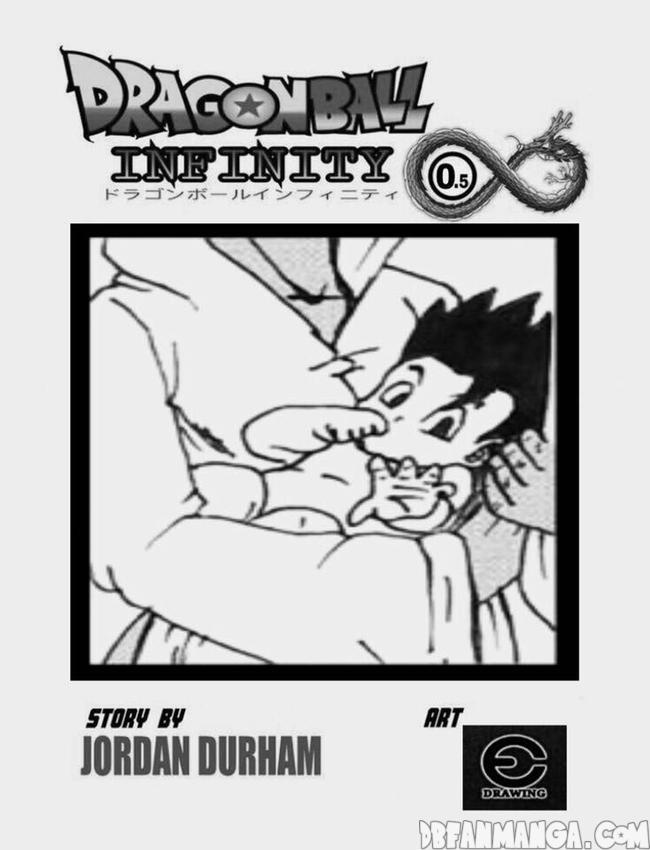 DRAGONBALL
INFINITY
0.5
ドラゴンボールインフィニティ
STORY BY
JORDAN DURHAM
ART
DRAWING
DBFANMANGA.COM